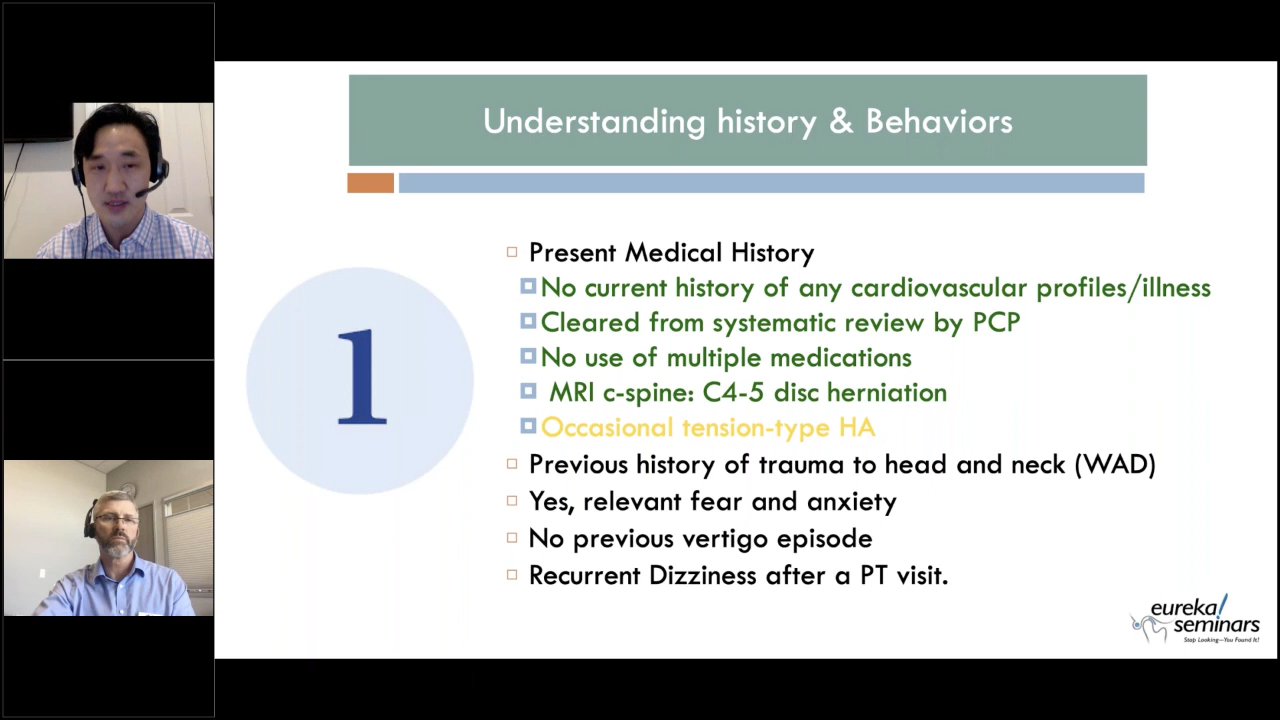 Understanding history & Behaviors
1
Present Medical History
No current history of any cardiovascular profiles/illness
Cleared from systematic review by PCP
No use of multiple medications
MRI c-spine: C4-5 disc herniation
Occasional tension-type HA
Previous history of trauma to head and neck (WAD)
Yes, relevant fear and anxiety
No previous vertigo episode
Recurrent Dizziness after a PT visit.
eureka!
seminars
Stop Looking—You Found It!